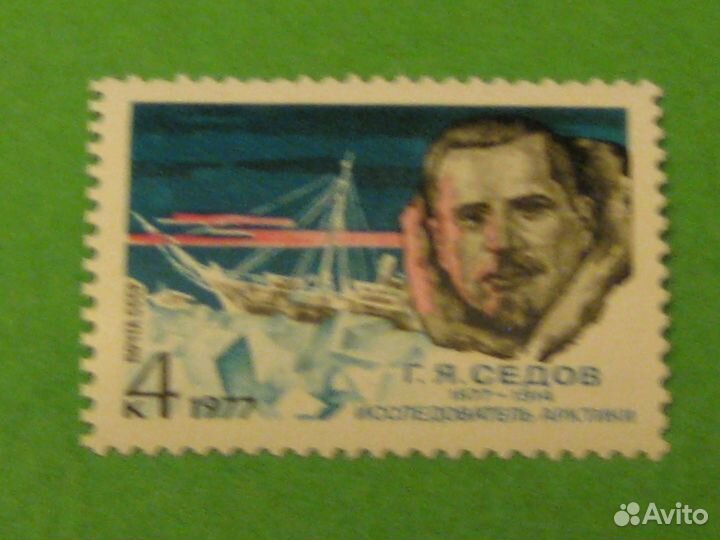 ПОЧТА СССР
4
К 1977
Г. Я. СЕДОВ
1877–1914
ИССЛЕДОВАТЕЛЬ АРКТИКИ
Avito